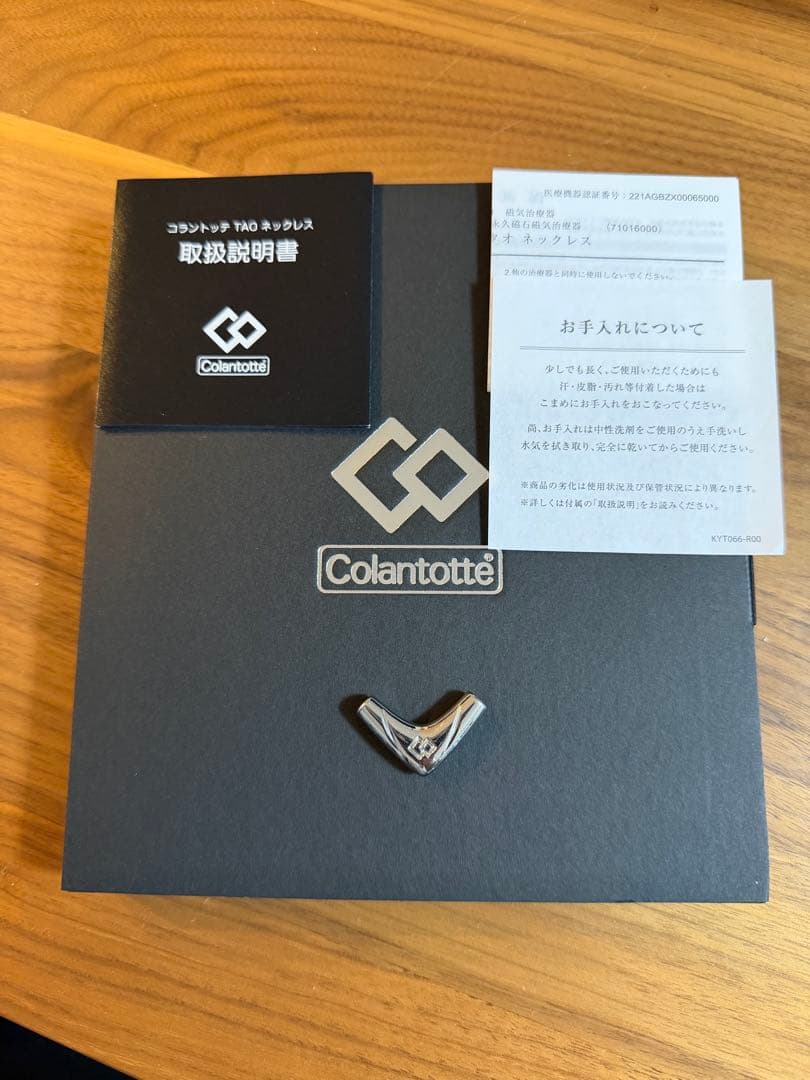 コラントッテ TAO ネックレス
取扱説明書
Colantotte
医療機器認証番号：221AGBZX00065000
磁気治療器
永久磁石磁気治療器 （71016000）
タオ ネックレス
2.他の治療器と同時に使用しないでください。
お手入れについて
少しでも長く、ご使用いただくためにも
汗・皮脂・汚れ等付着した場合は
こまめにお手入れをおこなってください。
尚、お手入れは中性洗剤をご使用のうえ手洗いし
水気を拭き取り、完全に乾いてからご使用ください。
※商品の劣化は使用状況及び保管状況により異なります。
※詳しくは付属の「取扱説明」をお読みください。
KYT066-R00
Colantotte®